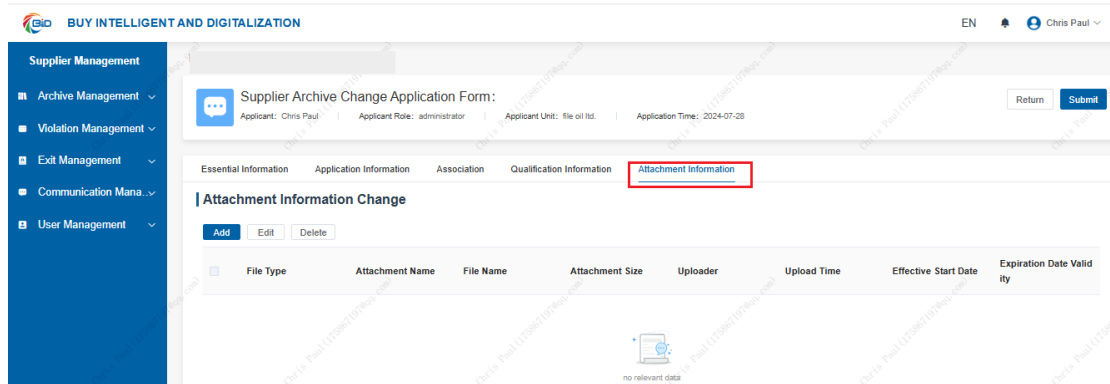 BiD BUY INTELLIGENT AND DIGITALIZATION EN Chris Paul
Supplier Management
Archive Management
Violation Management
Exit Management
Communication Mana...
User Management
Supplier Archive Change Application Form:
Applicant: Chris Paul Applicant Role: administrator Applicant Unit: file oil ltd. Application Time: 2024-07-28
Return Submit
Essential Information Application Information Association Qualification Information Attachment Information
Attachment Information Change
Add Edit Delete
File Type Attachment Name File Name Attachment Size Uploader Upload Time Effective Start Date Expiration Date Valid
ity
no relevant data